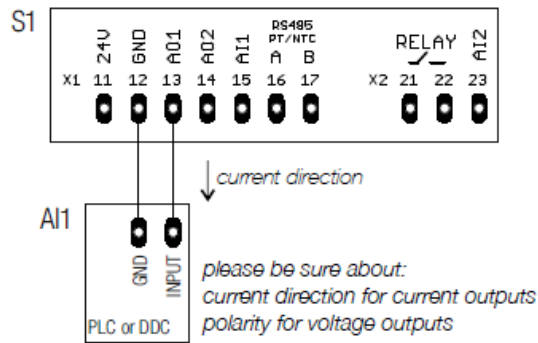 S1
RS485
PT/NTC
24V GND AO1 AO2 AI1 A B RELAY AI2
X1 11 12 13 14 15 16 17 X2 21 22 23
current direction
AI1
GND INPUT
please be sure about:
current direction for current outputs
polarity for voltage outputs
PLC or DDC